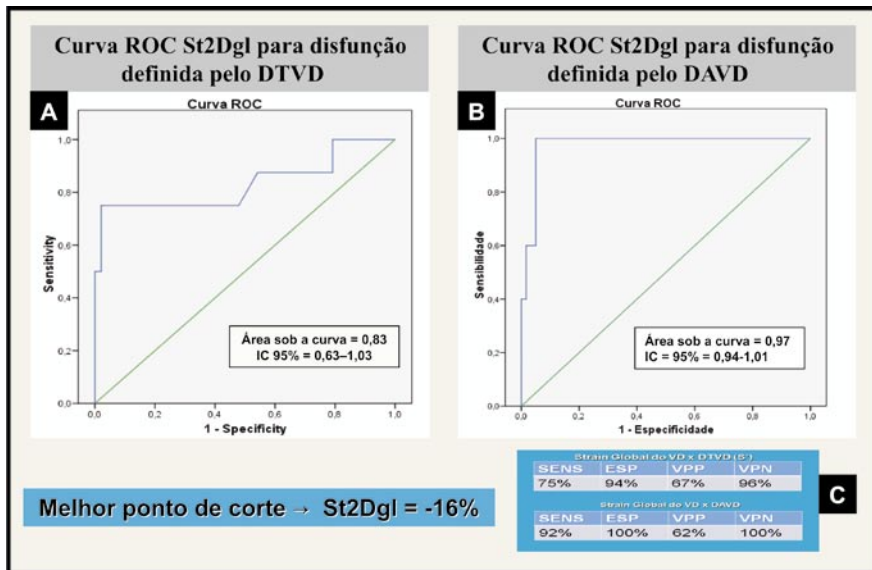 Curva ROC St2Dgl para disfunção
definida pelo DTVD
A
Curva ROC
1,0
0,8
0,6
0,4
0,2
0,0
Sensitivity
Área sob a curva = 0,83
IC 95% = 0,63–1,03
0,0 0,2 0,4 0,6 0,8 1,0
1 - Specificity
Curva ROC St2Dgl para disfunção
definida pelo DAVD
B
Curva ROC
1,0
0,8
0,6
0,4
0,2
0,0
Sensibilidade
Área sob a curva = 0,97
IC = 95% = 0,94-1,01
0,0 0,2 0,4 0,6 0,8 1,0
1 - Especificidade
Melhor ponto de corte → St2Dgl = -16%
C
Strain Global do VD x DTVD (S')
SENS ESP VPP VPN
75% 94% 67% 96%
Strain Global do VD x DAVD
SENS ESP VPP VPN
92% 100% 62% 100%